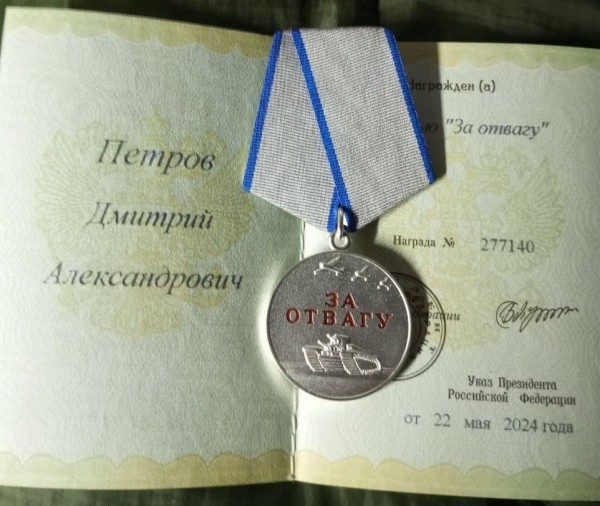 Петров
Дмитрий
Александрович
Награжден (а)
"За отвагу"
Награда № 277140
ЗА
ОТВАГУ
Указ Президента
Российской Федерации
от 22 мая 2024 года